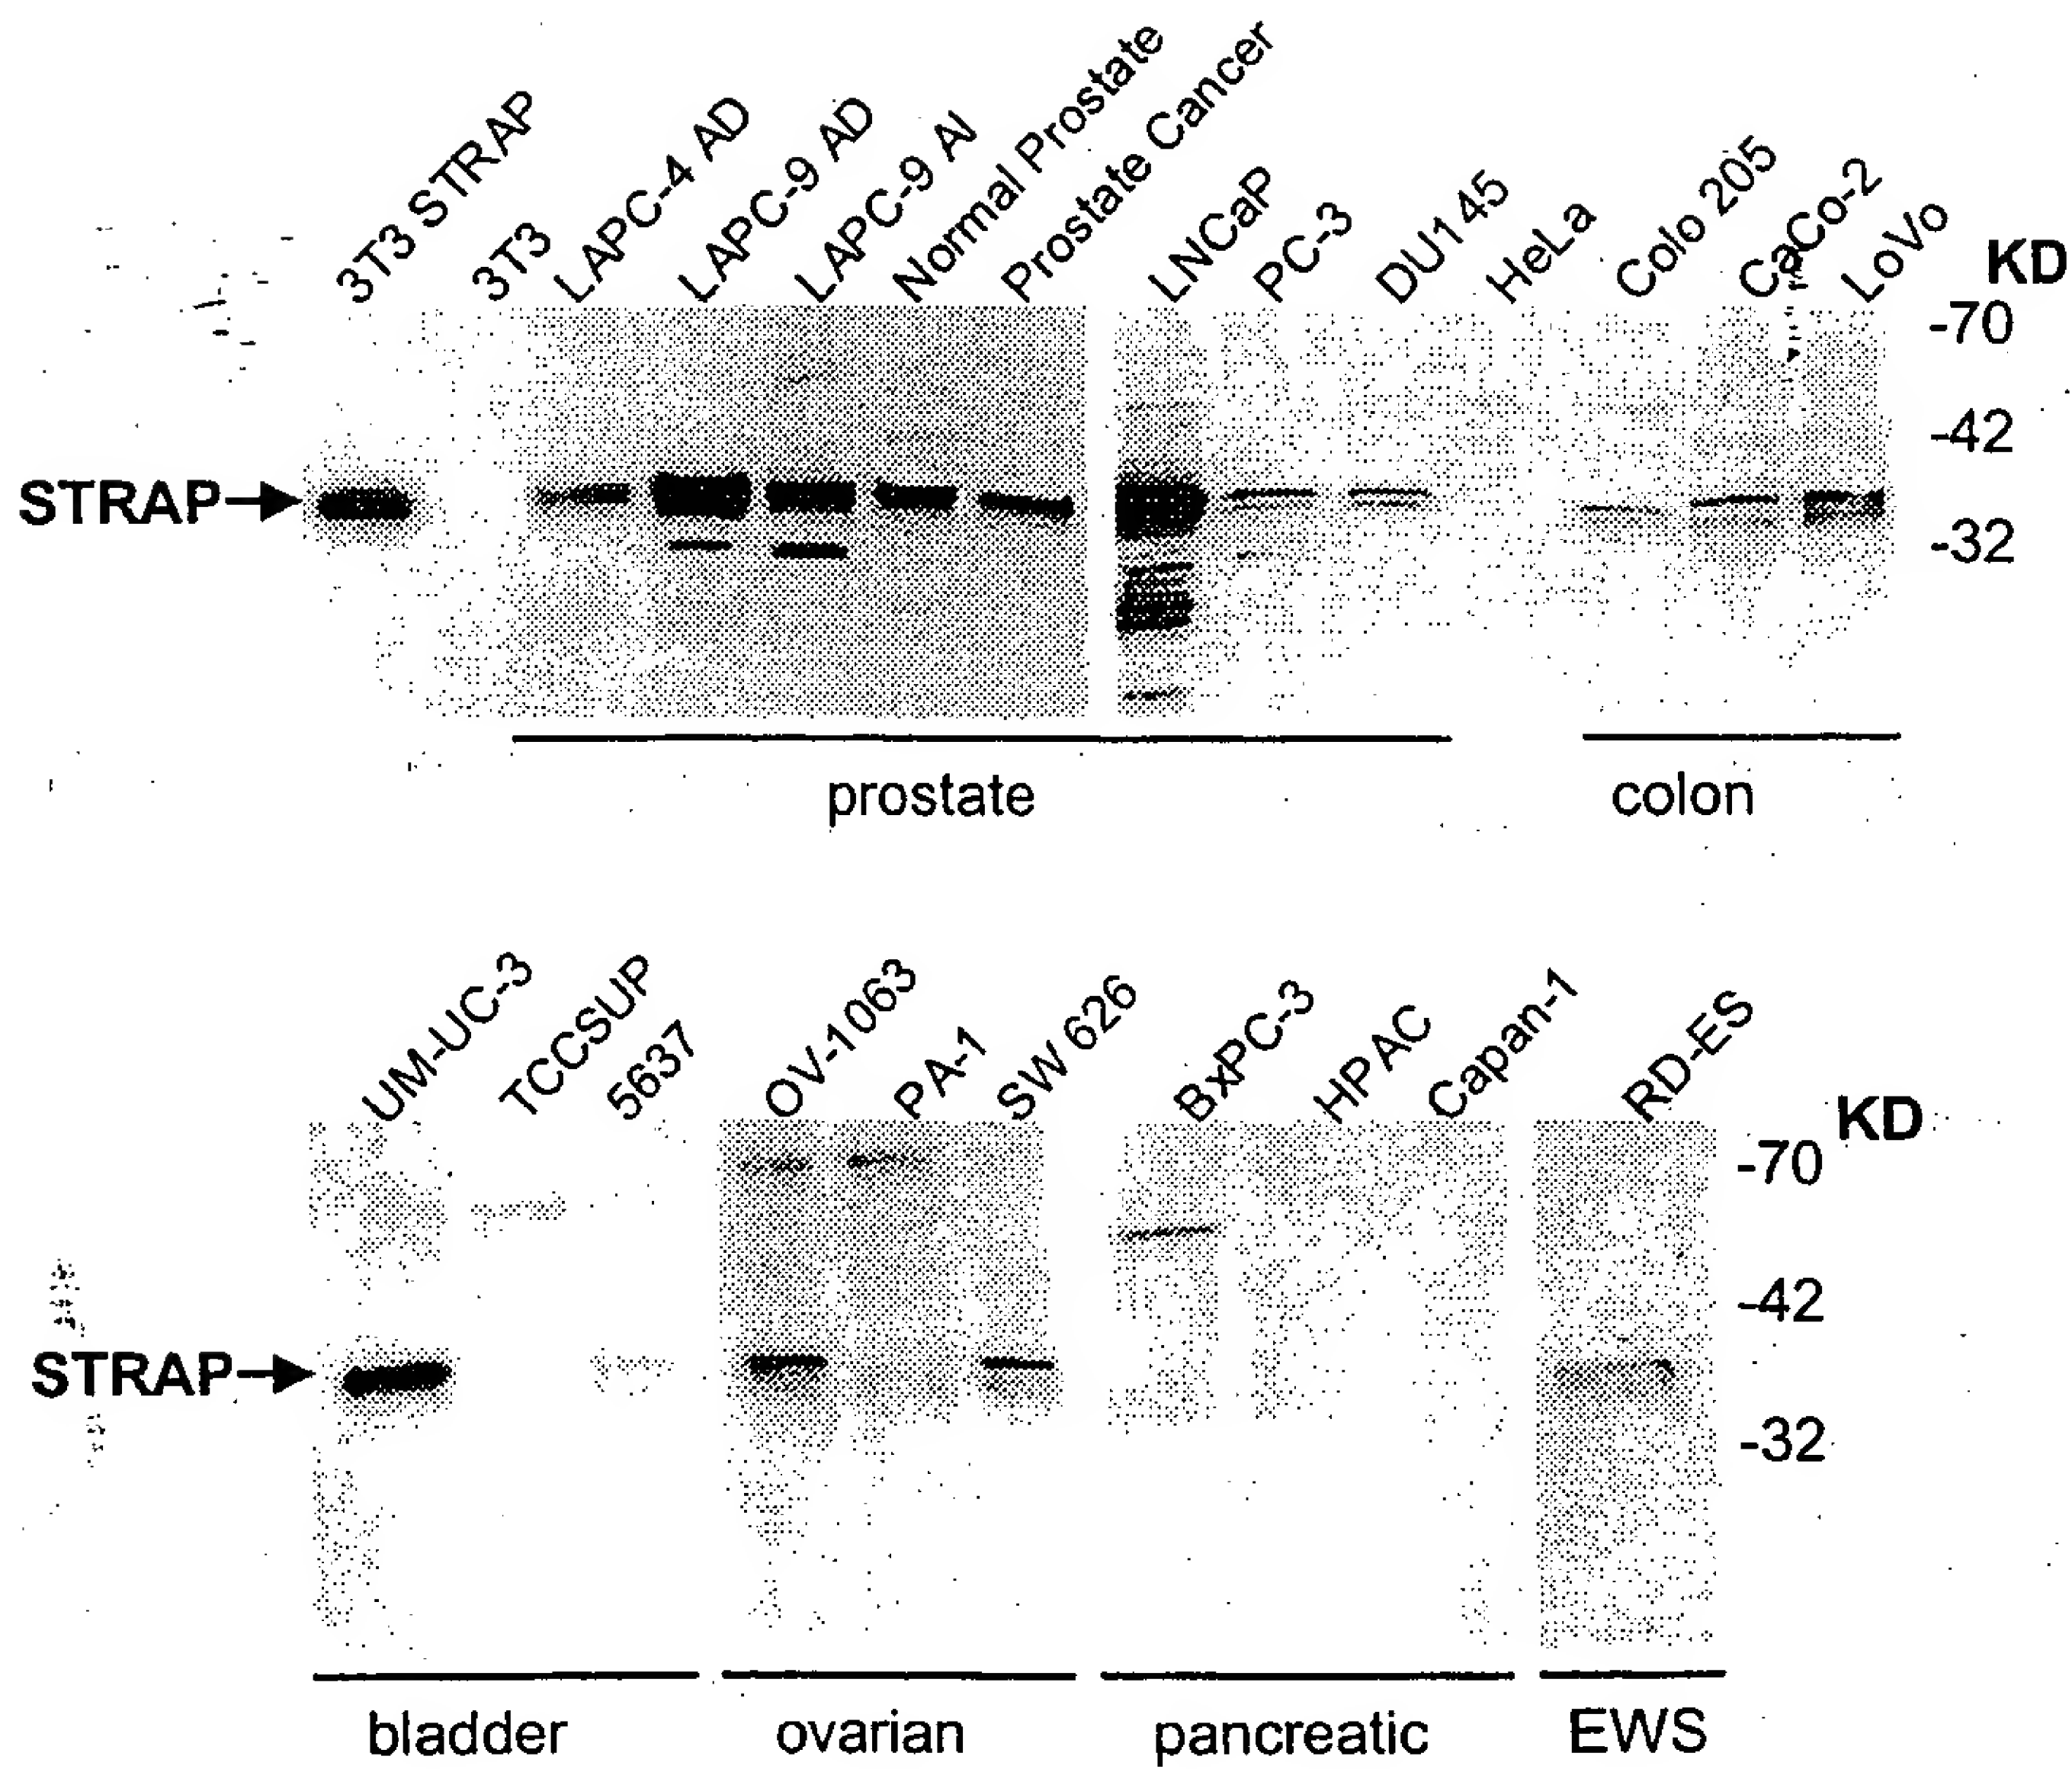 3T3 STRAP
3T3
LAPC-4 AD
LAPC-9 AD
LAPC-9 AI
Normal Prostate
Prostate Cancer
LNCaP
PC-3
DU145
HeLa
Colo 205
CaCo-2
LoVo
KD
-70
-42
STRAP
-32
prostate
colon
UM-UC-3
TCCSUP
5637
OV-1063
PA-1
SW 626
BxPC-3
HPAC
Capan-1
RD-ES
KD
-70
-42
STRAP
-32
bladder
ovarian
pancreatic
EWS